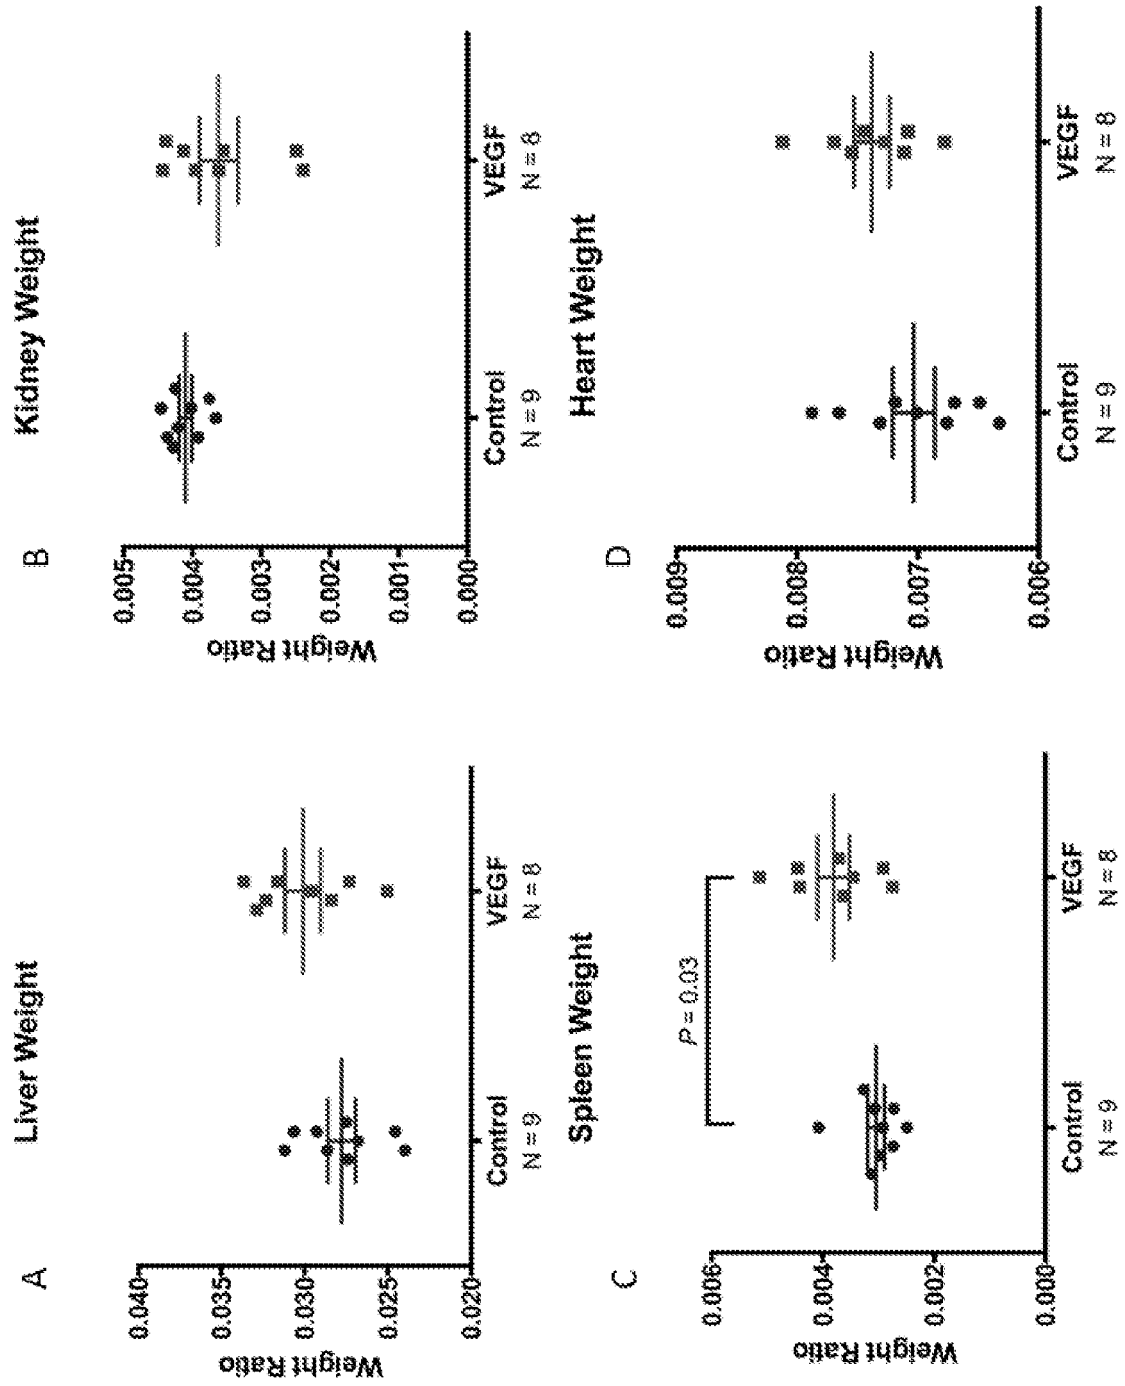 A
Liver Weight
Weight Ratio
0.040
0.035
0.030
0.025
0.020
Control
VEGF
N = 9
N = 8
B
Kidney Weight
Weight Ratio
0.005
0.004
0.003
0.002
0.001
0.000
Control
VEGF
N = 9
N = 8
C
Spleen Weight
Weight Ratio
0.006
0.004
0.002
0.000
P = 0.03
Control
VEGF
N = 9
N = 8
D
Heart Weight
Weight Ratio
0.009
0.008
0.007
0.006
Control
VEGF
N = 9
N = 8